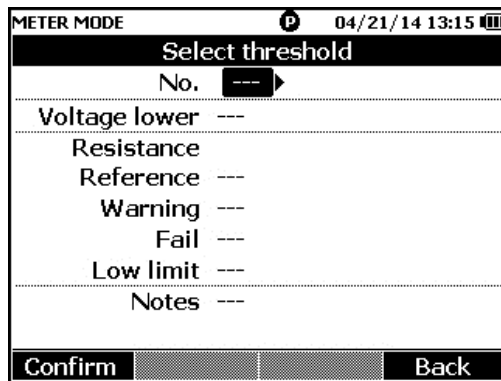 METER MODE P 04/21/14 13:15
Select threshold
No. ---
Voltage lower ---
Resistance
Reference ---
Warning ---
Fail ---
Low limit ---
Notes ---
Confirm Back